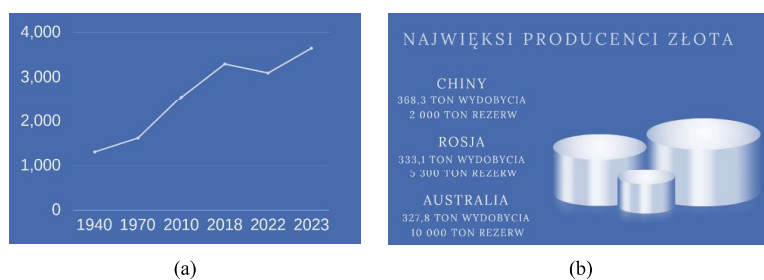 4,000
3,000
2,000
1,000
0
1940 1970 2010 2018 2022 2023
(a)
NAJWIĘKSI PRODUCENCI ZŁOTA
CHINY
368,3 TON WYDOBYCIA
2 000 TON REZERW
ROSJA
333,1 TON WYDOBYCIA
5 300 TON REZERW
AUSTRALIA
327,8 TON WYDOBYCIA
10 000 TON REZERW
(b)